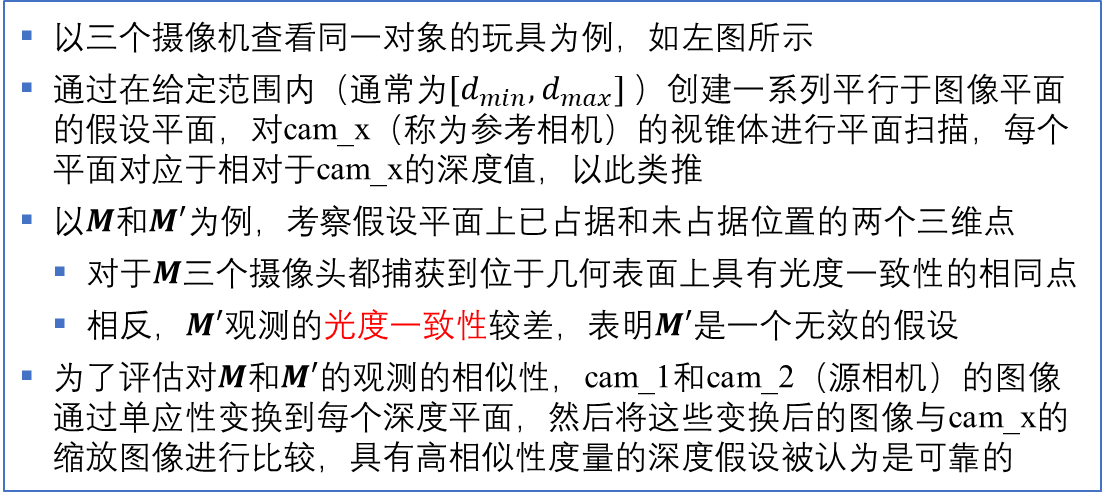 ▪ 以三个摄像机查看同一对象的玩具为例，如左图所示
▪ 通过在给定范围内（通常为[d_min, d_max]）创建一系列平行于图像平面
的假设平面，对cam_x（称为参考相机）的视锥体进行平面扫描，每个
平面对应于相对于cam_x的深度值，以此类推
▪ 以M和M′为例，考察假设平面上已占据和未占据位置的两个三维点
▪ 对于M三个摄像头都捕获到位于几何表面上具有光度一致性的相同点
▪ 相反，M′观测的光度一致性较差，表明M′是一个无效的假设
▪ 为了评估对M和M′的观测的相似性，cam_1和cam_2（源相机）的图像
通过单应性变换到每个深度平面，然后将这些变换后的图像与cam_x的
缩放图像进行比较，具有高相似性度量的深度假设被认为是可靠的